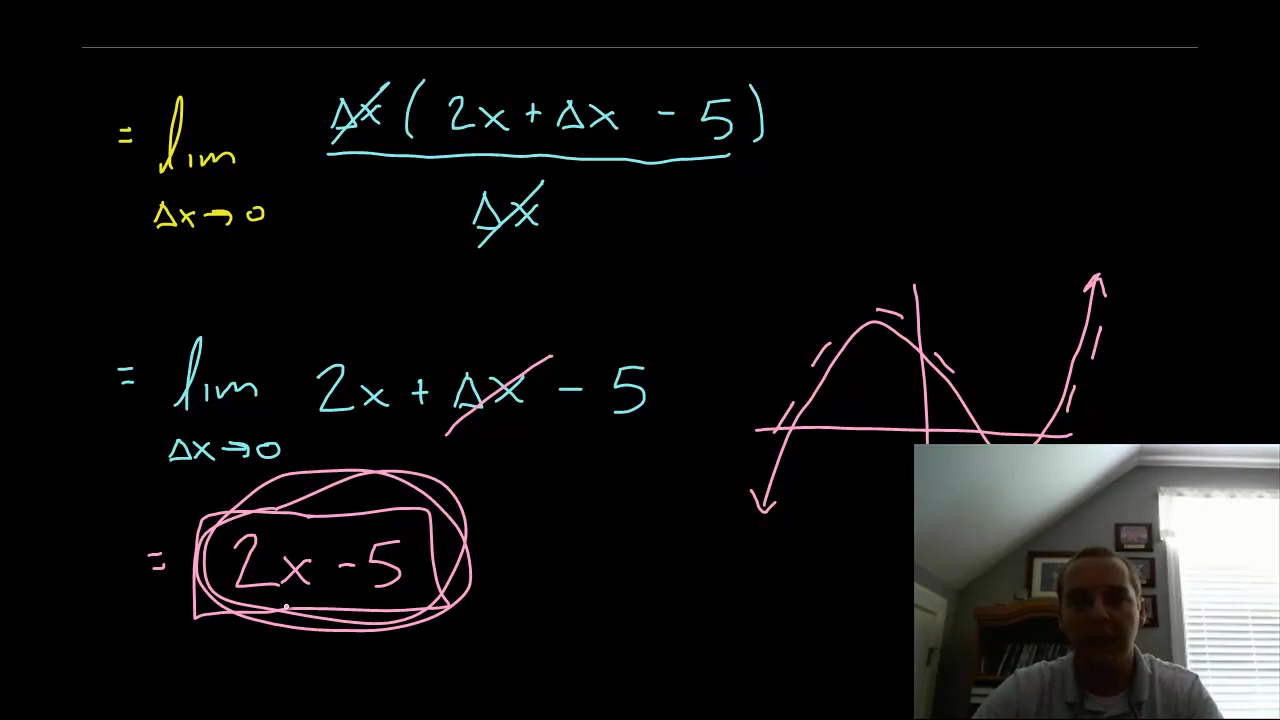 = lim Δx ( 2x + Δx - 5 )
Δx→0 Δx
= lim 2x + Δx - 5
Δx→0
= 2x - 5